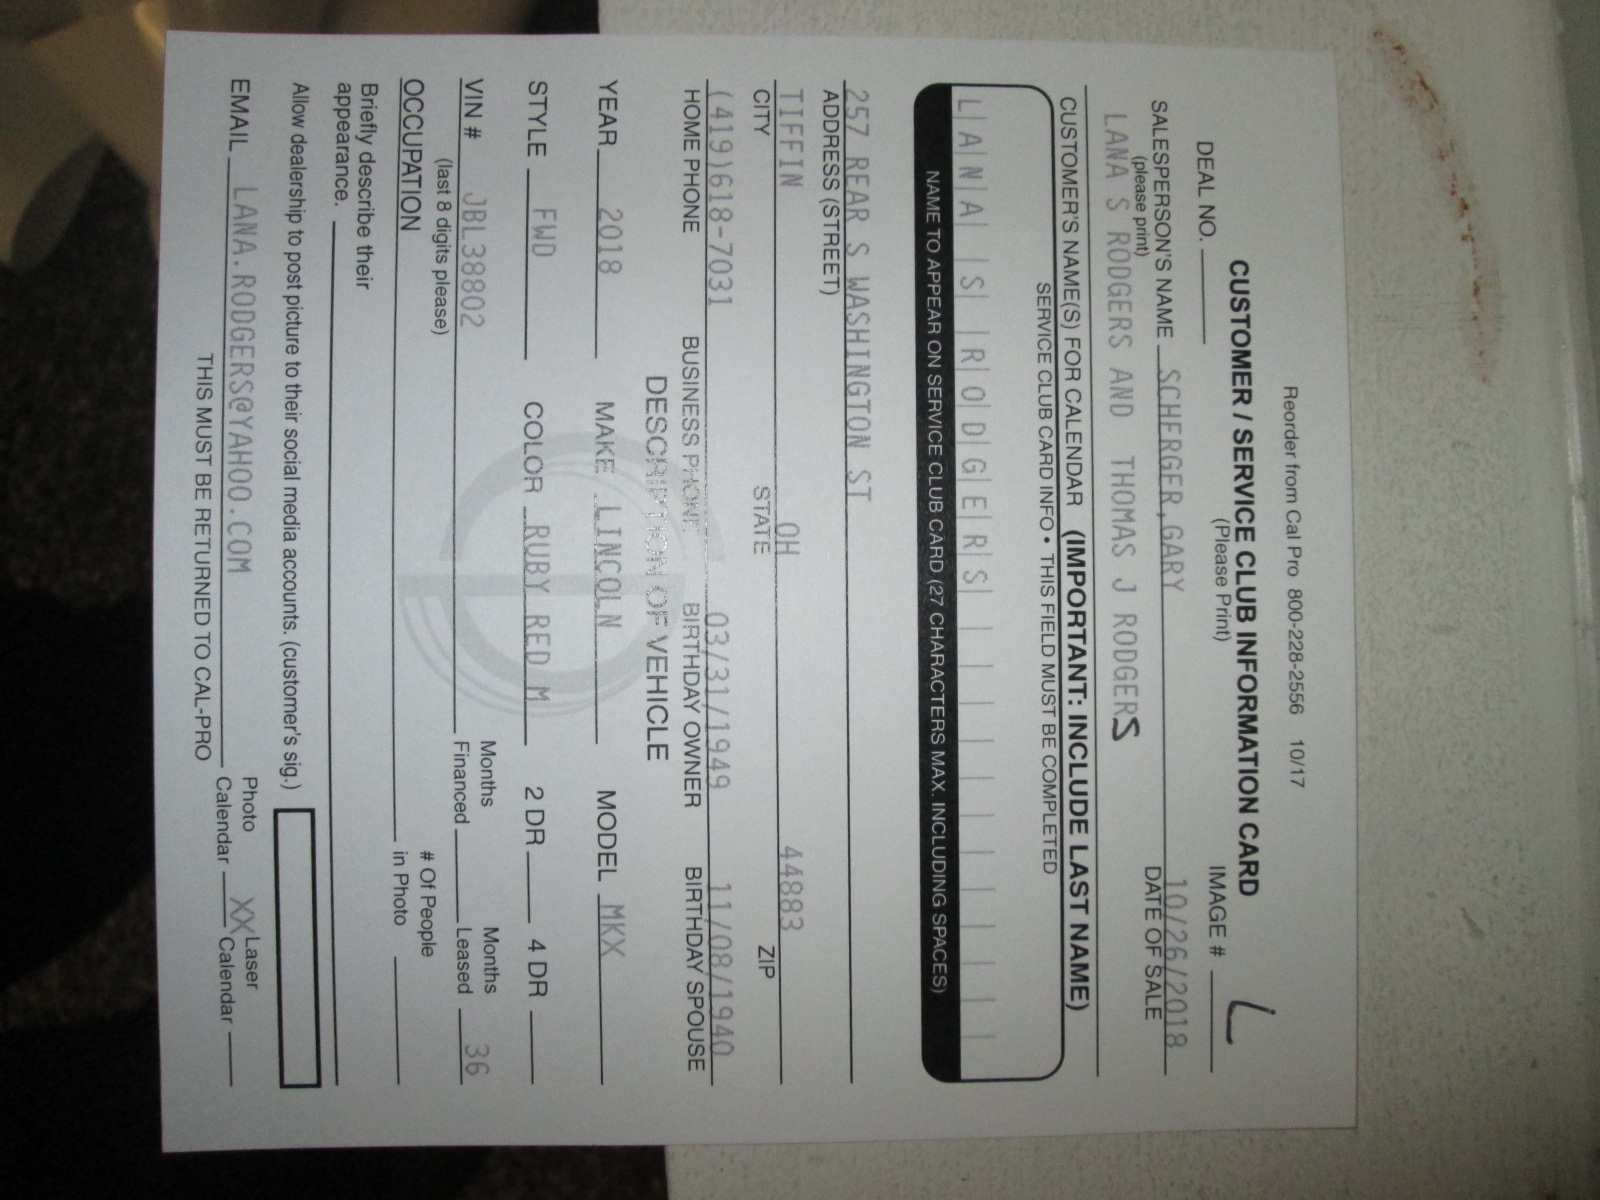 Reorder from Cal Pro 800-228-2556 10/17
CUSTOMER / SERVICE CLUB INFORMATION CARD
(Please Print)
DEAL NO. IMAGE # L
SCHERGER,GARY 10/26/2018
SALESPERSON'S NAME DATE OF SALE
(please print)
LANA S RODGERS AND THOMAS J RODGERS
CUSTOMER'S NAME(S) FOR CALENDAR (IMPORTANT: INCLUDE LAST NAME)
SERVICE CLUB CARD INFO • THIS FIELD MUST BE COMPLETED
LANA S RODGERS
NAME TO APPEAR ON SERVICE CLUB CARD (27 CHARACTERS MAX. INCLUDING SPACES)
257 REAR S WASHINGTON ST
ADDRESS (STREET)
TIFFIN OH 44883
CITY STATE ZIP
(419)618-7031 03/31/1949 11/08/1940
HOME PHONE BUSINESS PHONE BIRTHDAY OWNER BIRTHDAY SPOUSE
DESCRIPTION OF VEHICLE
YEAR 2018 MAKE LINCOLN MODEL MKX
STYLE FWD COLOR RUBY RED M 2 DR 4 DR
VIN # JBL38802 Months Financed Months Leased 36
(last 8 digits please)
OCCUPATION # Of People in Photo
Briefly describe their
appearance.
Allow dealership to post picture to their social media accounts. (customer's sig.)
EMAIL LANA.RODGERS@YAHOO.COM Photo Calendar XX Laser Calendar
THIS MUST BE RETURNED TO CAL-PRO